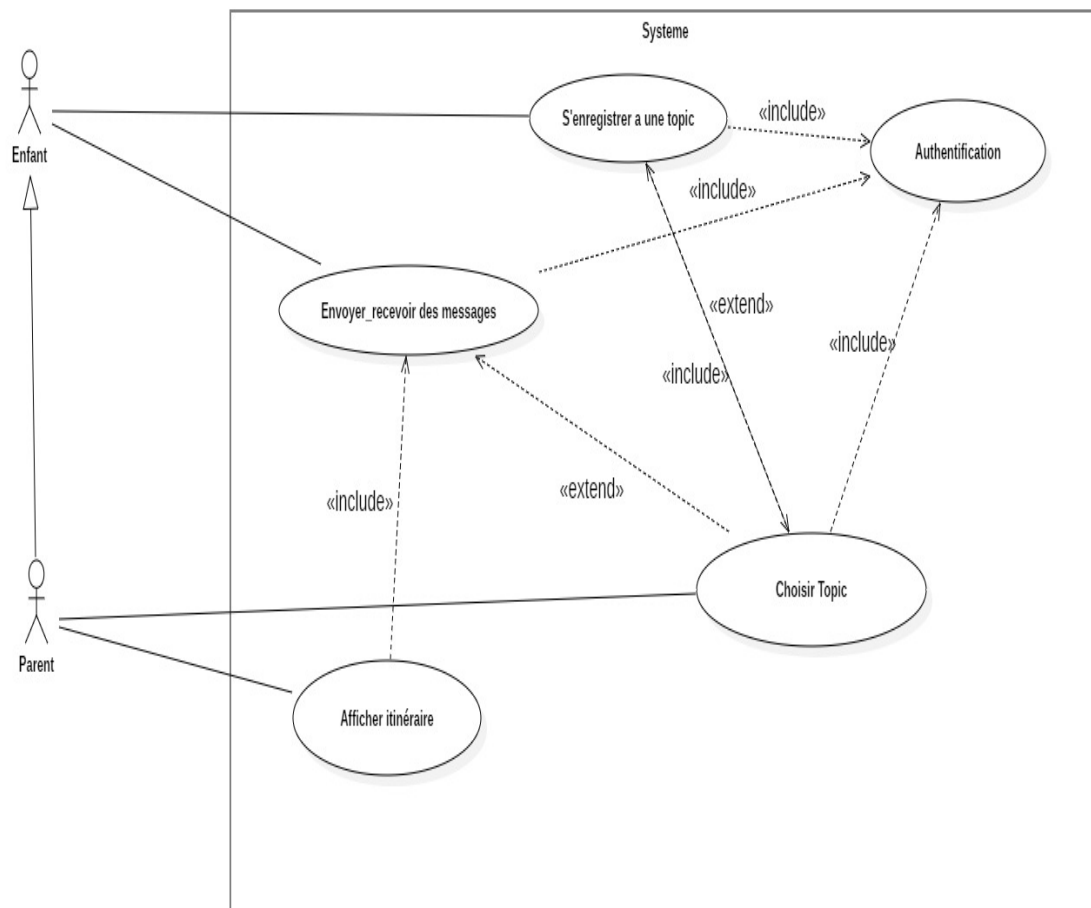 Systeme
S'enregistrer a une topic
«include»
Authentification
Enfant
«include»
Envoyer_recevoir des messages
«extend»
«include»
«include»
«include»
«extend»
Choisir Topic
Parent
Afficher itinéraire